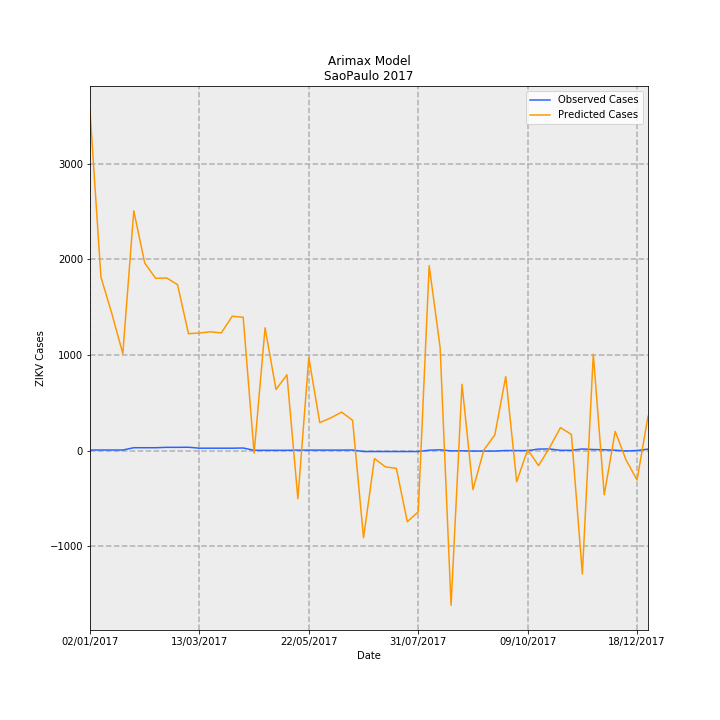 Arimax Model
SaoPaulo 2017
Observed Cases
Predicted Cases
ZIKV Cases
3000
2000
1000
0
−1000
02/01/2017
13/03/2017
22/05/2017
31/07/2017
09/10/2017
18/12/2017
Date